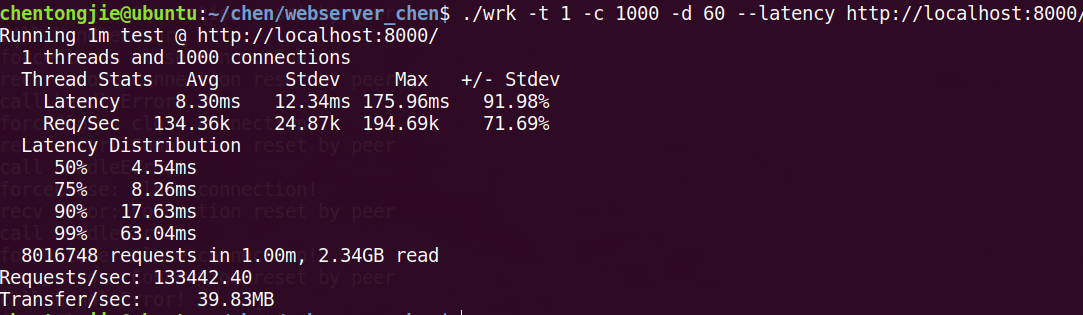 chentongjie@ubuntu:~/chen/webserver_chen$ ./wrk -t 1 -c 1000 -d 60 --latency http://localhost:8000/
Running 1m test @ http://localhost:8000/
  1 threads and 1000 connections
  Thread Stats   Avg      Stdev     Max   +/- Stdev
    Latency     8.30ms   12.34ms 175.96ms   91.98%
    Req/Sec   134.36k    24.87k  194.69k    71.69%
  Latency Distribution
     50%    4.54ms
     75%    8.26ms
     90%   17.63ms
     99%   63.04ms
  8016748 requests in 1.00m, 2.34GB read
Requests/sec: 133442.40
Transfer/sec:     39.83MB